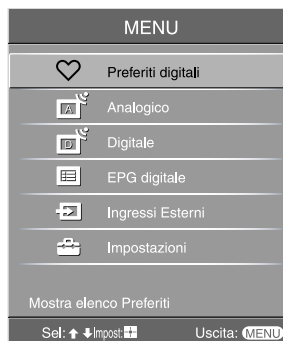 MENU
Preferiti digitali
A Analogico
D Digitale
EPG digitale
Ingressi Esterni
Impostazioni
Mostra elenco Preferiti
Sel: Impost: Uscita: MENU